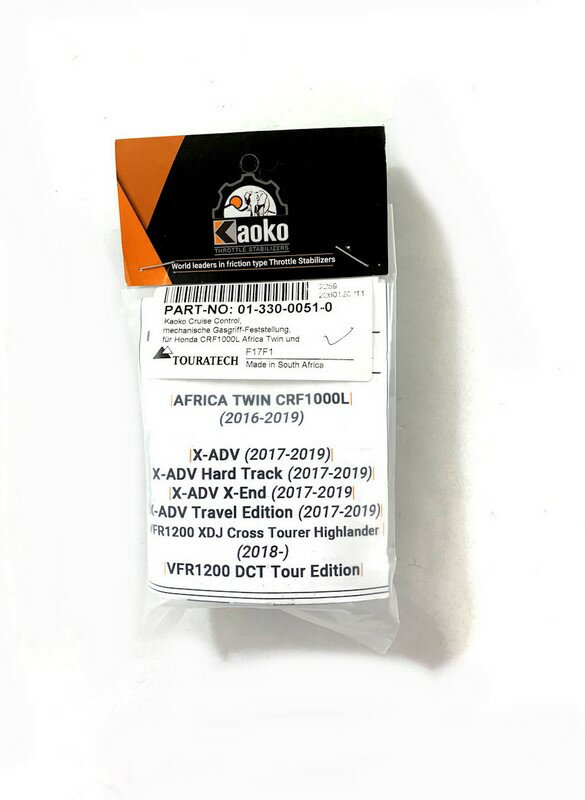 Kaoko
THROTTLE STABILIZERS
World leaders in friction type Throttle Stabilizers
PART-NO: 01-330-0051-0
Kaoko Cruise Control,
mechanische Gasgriff-Feststellung,
für Honda CRF1000L Africa Twin und
TOURATECH
F17F1
Made in South Africa
AFRICA TWIN CRF1000L
(2016-2019)
X-ADV (2017-2019)
X-ADV Hard Track (2017-2019)
X-ADV X-End (2017-2019
X-ADV Travel Edition (2017-2019)
VFR1200 XDJ Cross Tourer Highlander
(2018-)
VFR1200 DCT Tour Edition